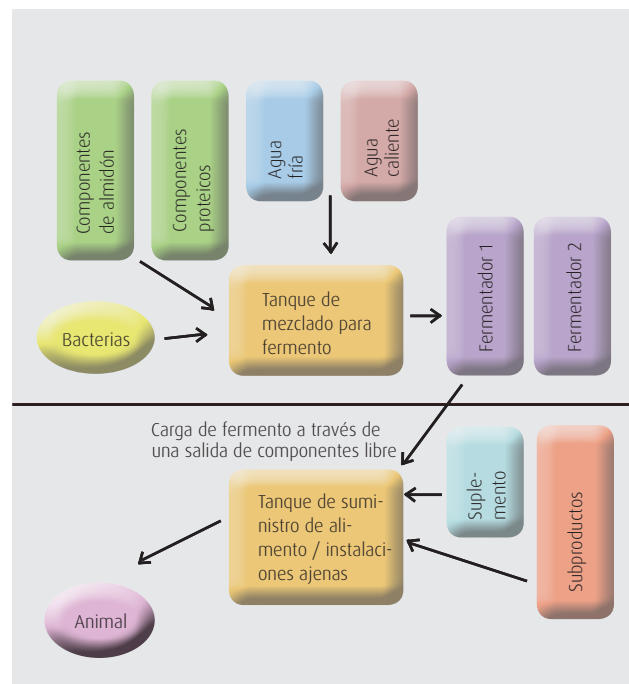 Componentes
de almidón
Componentes
proteicos
Agua
fría
Agua
caliente
Bacterias
Tanque de
mezclado para
fermento
Fermentador 1
Fermentador 2
Carga de fermento a través de
una salida de componentes libre
Tanque de sumi-
nistro de ali-
mento / instalaci-
ones ajenas
Suple-
mento
Subproductos
Animal